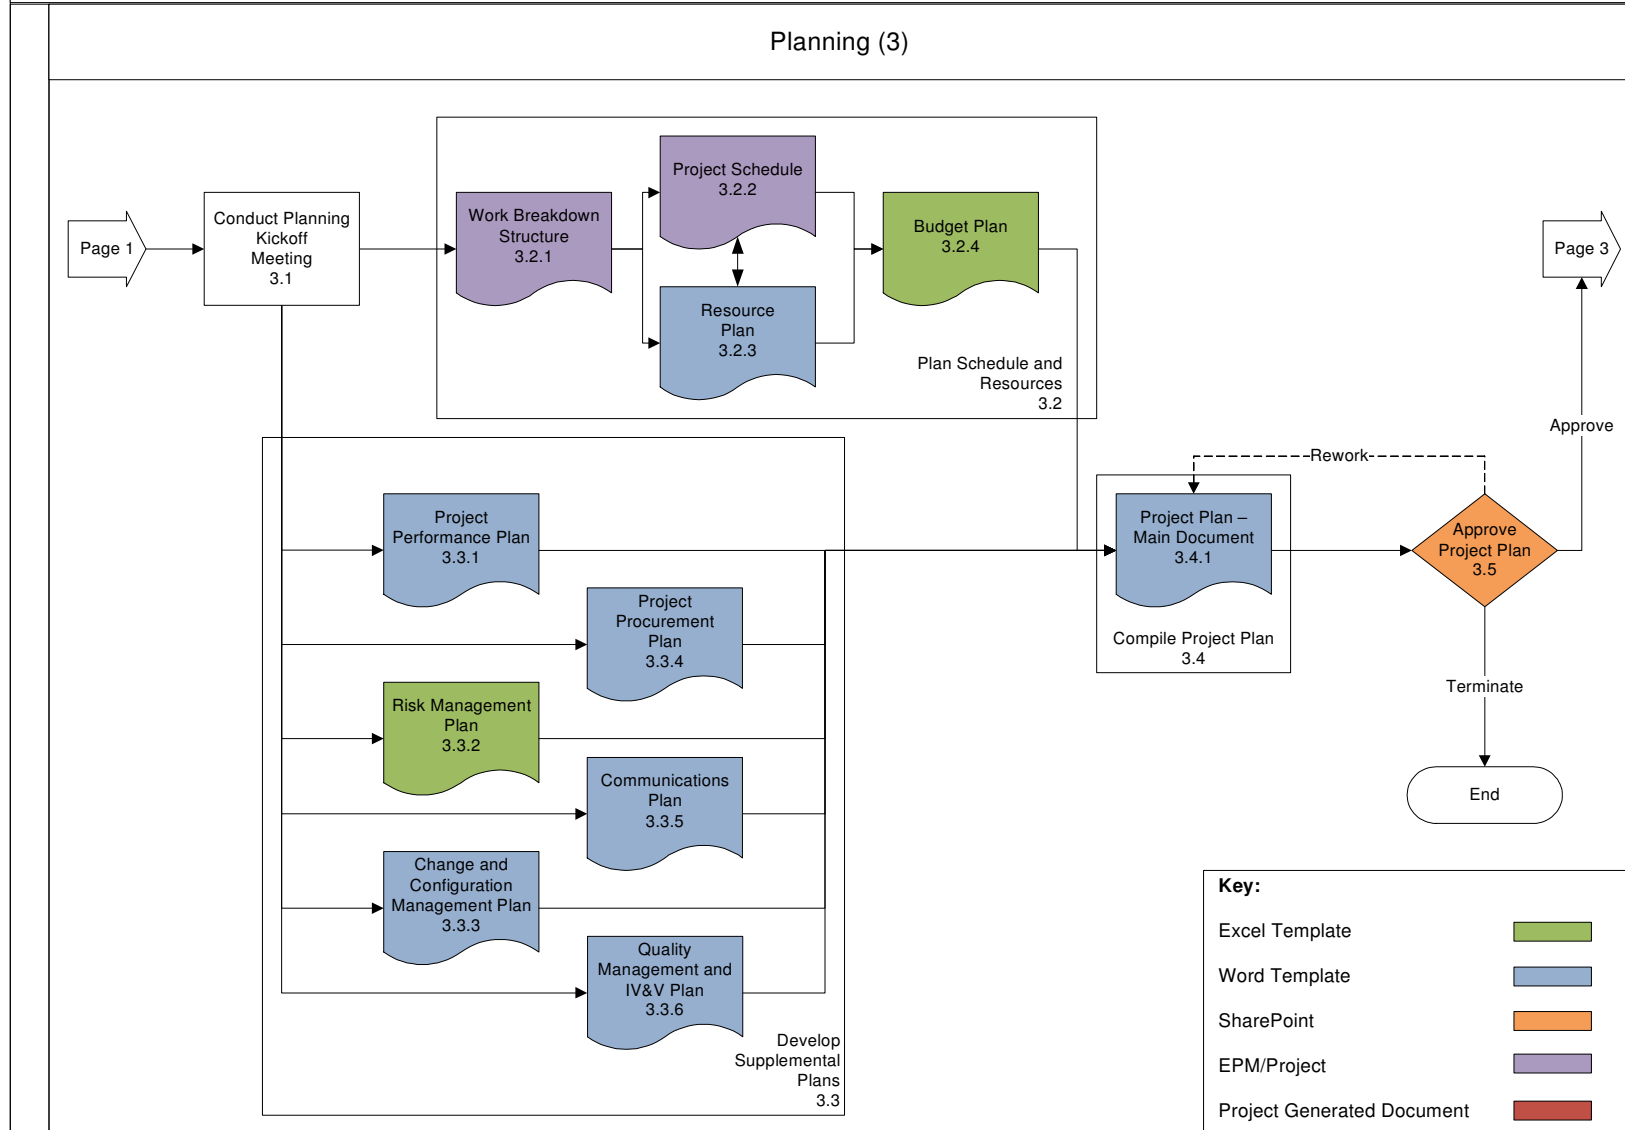 Planning (3)
Page 1
Conduct Planning
Kickoff
Meeting
3.1
Work Breakdown
Structure
3.2.1
Project Schedule
3.2.2
Resource
Plan
3.2.3
Budget Plan
3.2.4
Plan Schedule and
Resources
3.2
Page 3
Approve
Rework
Project
Performance Plan
3.3.1
Project
Procurement
Plan
3.3.4
Risk Management
Plan
3.3.2
Communications
Plan
3.3.5
Change and
Configuration
Management Plan
3.3.3
Quality
Management and
IV&V Plan
3.3.6
Develop
Supplemental
Plans
3.3
Project Plan –
Main Document
3.4.1
Compile Project Plan
3.4
Approve
Project Plan
3.5
Terminate
End
Key:
Excel Template
Word Template
SharePoint
EPM/Project
Project Generated Document